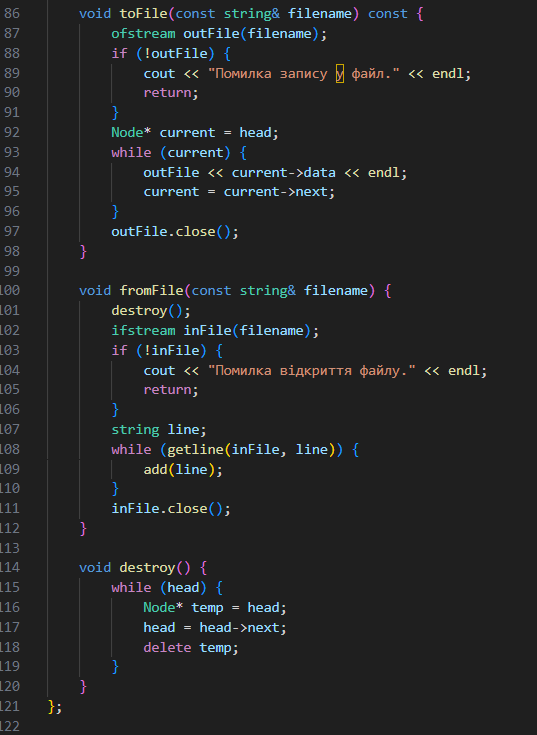 86 void toFile(const string& filename) const {
87 ofstream outFile(filename);
88 if (!outFile) {
89 cout << "Помилка запису у файл." << endl;
90 return;
91 }
92 Node* current = head;
93 while (current) {
94 outFile << current->data << endl;
95 current = current->next;
96 }
97 outFile.close();
98 }
99
100 void fromFile(const string& filename) {
101 destroy();
102 ifstream inFile(filename);
103 if (!inFile) {
104 cout << "Помилка відкриття файлу." << endl;
105 return;
106 }
107 string line;
108 while (getline(inFile, line)) {
109 add(line);
110 }
111 inFile.close();
112 }
113
114 void destroy() {
115 while (head) {
116 Node* temp = head;
117 head = head->next;
118 delete temp;
119 }
120 }
121 };
122